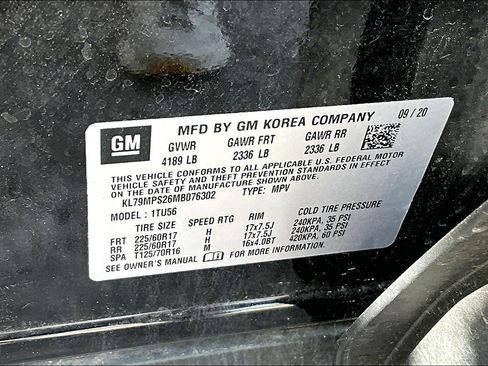 MFD BY GM KOREA COMPANY 09/20
GM
GVWR GAWR FRT GAWR RR
4189 LB 2336 LB 2336 LB
THIS VEHICLE CONFORMS TO ALL APPLICABLE U.S. FEDERAL MOTOR
VEHICLE SAFETY AND THEFT PREVENTION STANDARDS IN EFFECT
ON THE DATE OF MANUFACTURE SHOWN ABOVE.
KL79MPS26MB076302 TYPE: MPV
MODEL : 1TU56
TIRE SIZE SPEED RTG RIM COLD TIRE PRESSURE
FRT 225/60R17 H 17x7.5J 240KPA, 35 PSI
RR 225/60R17 H 17x7.5J 240KPA, 35 PSI
SPA T125/70R16 M 16x4.0BT 420KPA, 60 PSI
SEE OWNER'S MANUAL